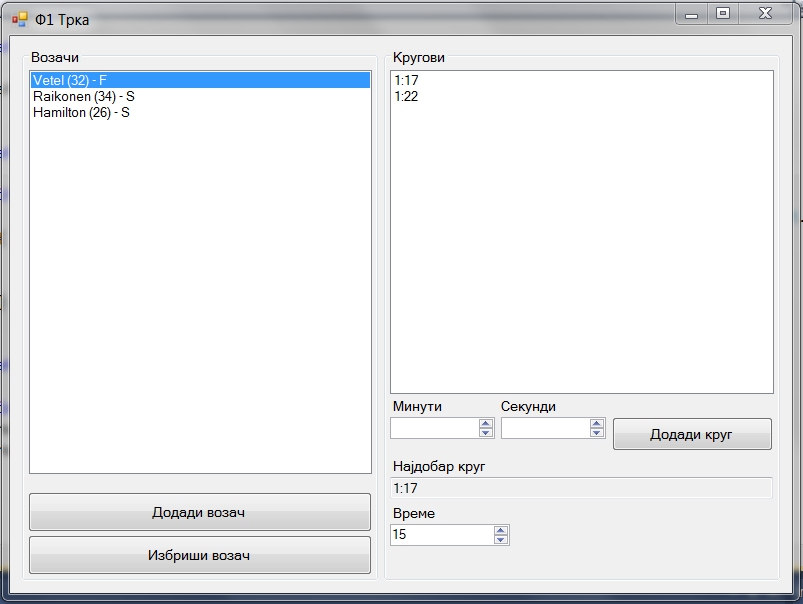 Ф1 Трка
Возачи
Vetel (32) - F
Raikonen (34) - S
Hamilton (26) - S
Додади возач
Избриши возач
Кругови
1:17
1:22
Минути
Секунди
Додади круг
Најдобар круг
1:17
Време
15